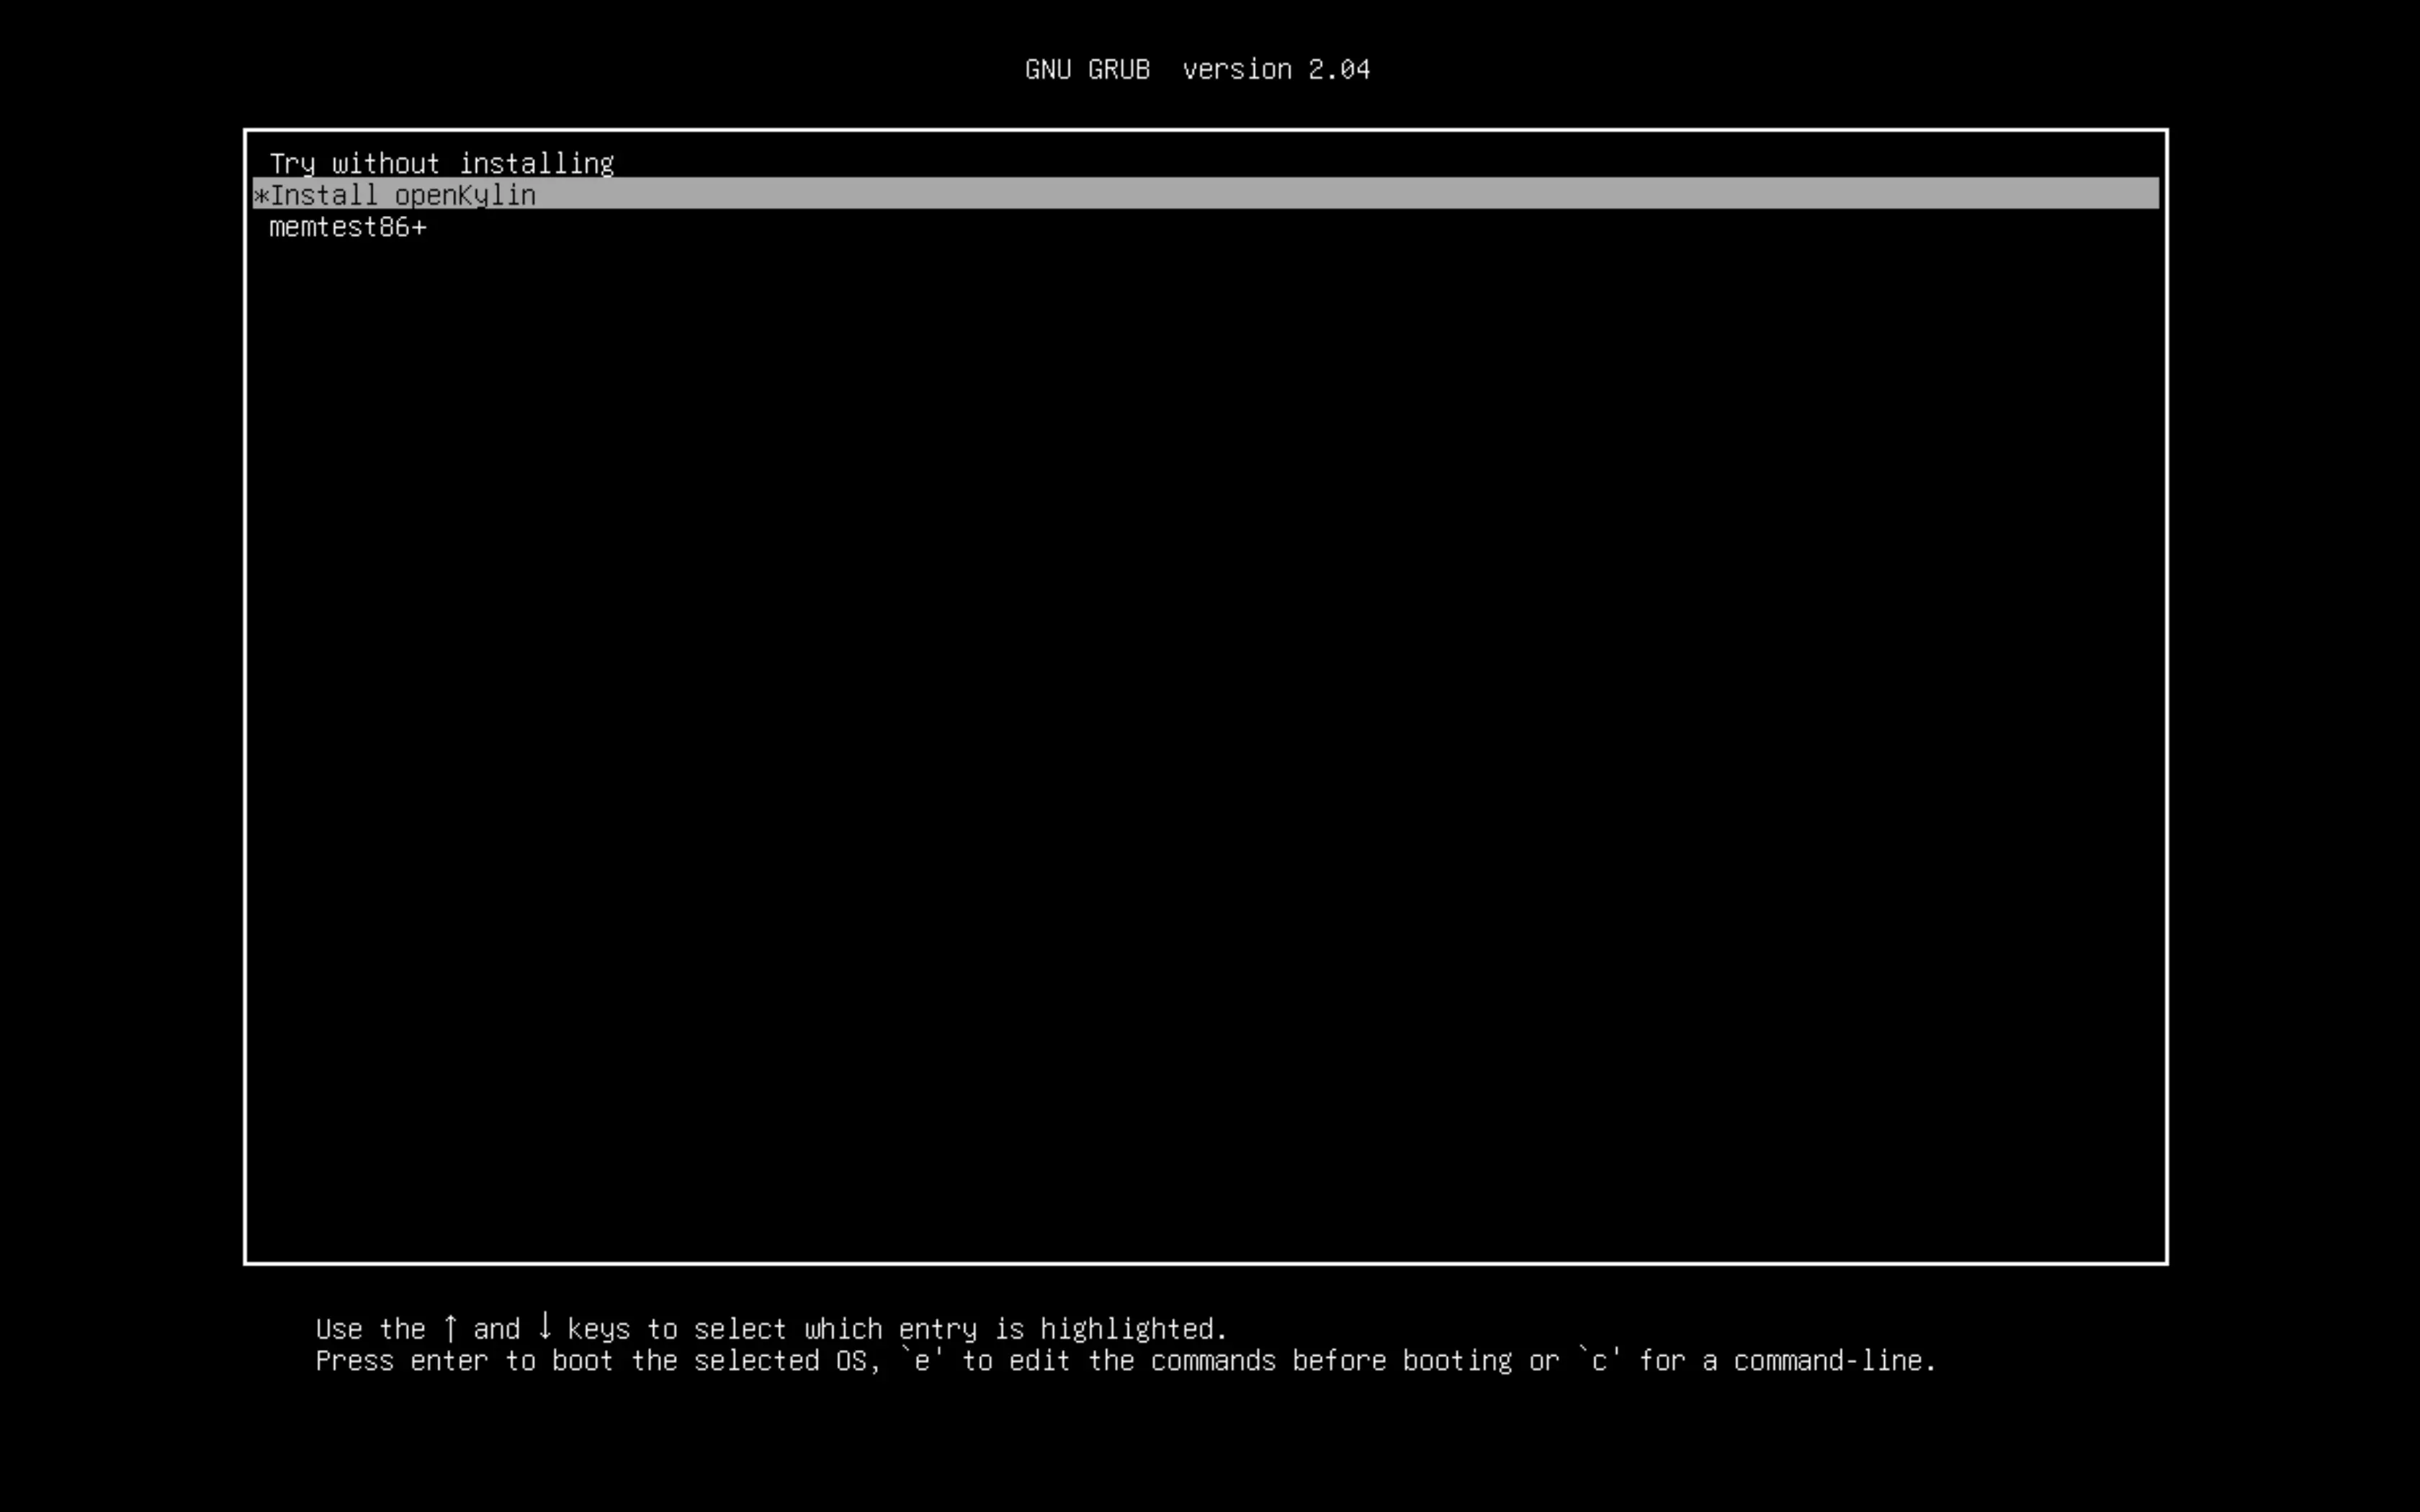 GNU GRUB  version 2.04
Try without installing
*Install openKylin
memtest86+
Use the ↑ and ↓ keys to select which entry is highlighted.
Press enter to boot the selected OS, `e' to edit the commands before booting or `c' for a command-line.